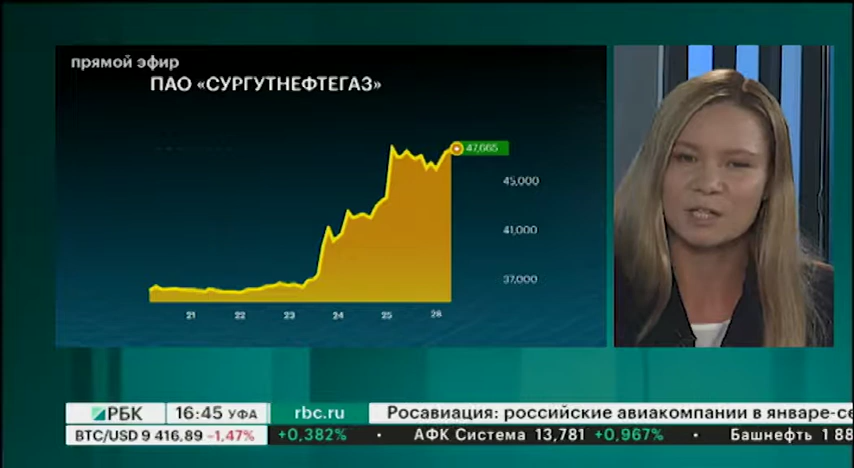 прямой эфир
ПАО «СУРГУТНЕФТЕГАЗ»
47,665
45,000
41,000
37,000
21 22 23 24 25 28
РБК 16:45 УФА rbc.ru Росавиация: российские авиакомпании в январе-се
BTC/USD 9 416,89 -1,47% +0,382% • АФК Система 13,781 +0,967% • Башнефть 1 88